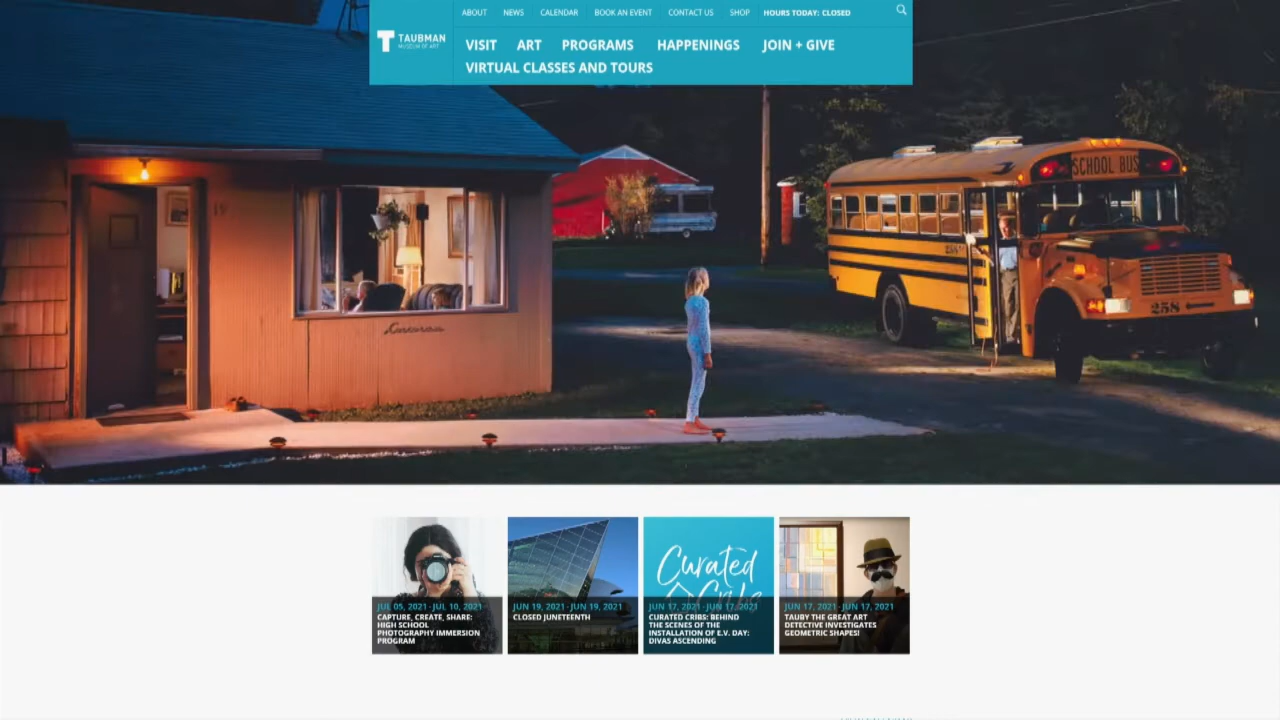 ABOUT NEWS CALENDAR BOOK AN EVENT CONTACT US SHOP HOURS TODAY: CLOSED
TAUBMAN
MUSEUM OF ART
VISIT ART PROGRAMS HAPPENINGS JOIN + GIVE
VIRTUAL CLASSES AND TOURS
SCHOOL BUS
19
258
Curated
Cribs
JUL 05, 2021 - JUL 10, 2021
CAPTURE, CREATE, SHARE:
HIGH SCHOOL
PHOTOGRAPHY IMMERSION
PROGRAM
JUN 19, 2021 - JUN 19, 2021
CLOSED JUNETEENTH
JUN 17, 2021 - JUN 17, 2021
CURATED CRIBS: BEHIND
THE SCENES OF THE
INSTALLATION OF E.V. DAY:
DIVAS ASCENDING
JUN 17, 2021 - JUN 17, 2021
TAUBY THE GREAT ART
DETECTIVE INVESTIGATES
GEOMETRIC SHAPES!